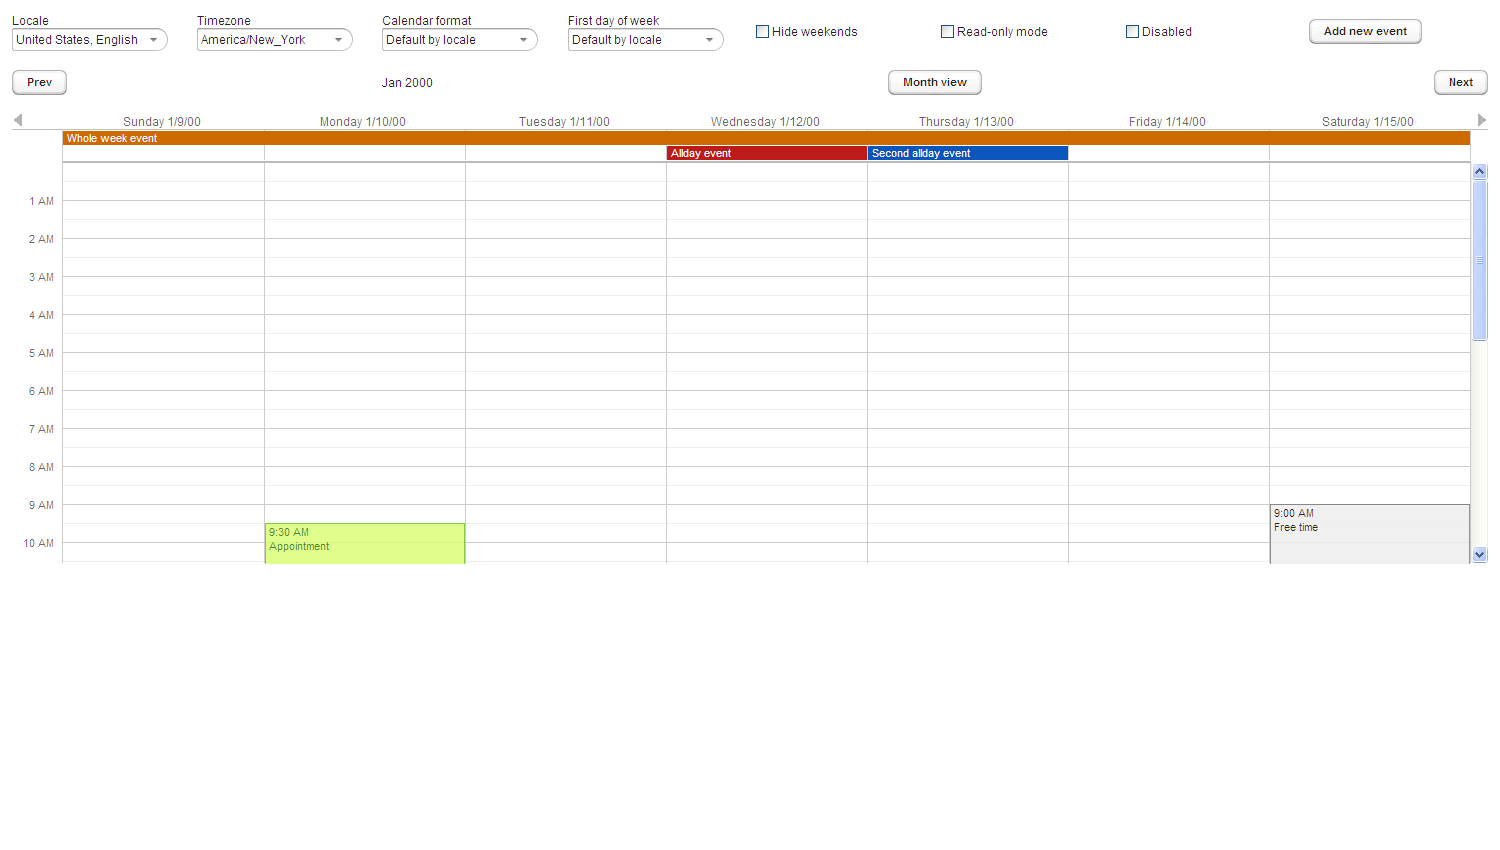 Locale
Timezone
Calendar format
First day of week
United States, English
America/New_York
Default by locale
Default by locale
Hide weekends
Read-only mode
Disabled
Add new event
Prev
Jan 2000
Month view
Next
Sunday 1/9/00
Monday 1/10/00
Tuesday 1/11/00
Wednesday 1/12/00
Thursday 1/13/00
Friday 1/14/00
Saturday 1/15/00
Whole week event
Allday event
Second allday event
1 AM
2 AM
3 AM
4 AM
5 AM
6 AM
7 AM
8 AM
9 AM
10 AM
9:30 AM
Appointment
9:00 AM
Free time